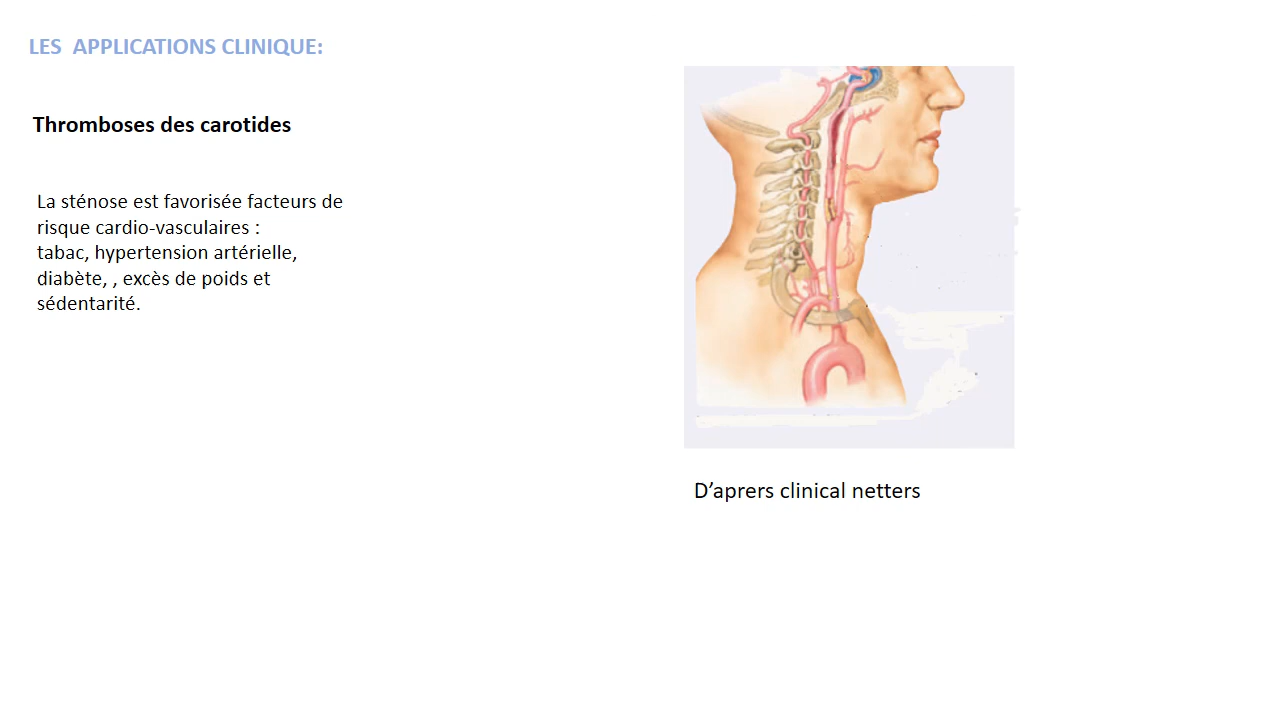 LES  APPLICATIONS CLINIQUE:
Thromboses des carotides
La sténose est favorisée facteurs de
risque cardio-vasculaires :
tabac, hypertension artérielle,
diabète, , excès de poids et
sédentarité.
D’aprers clinical netters